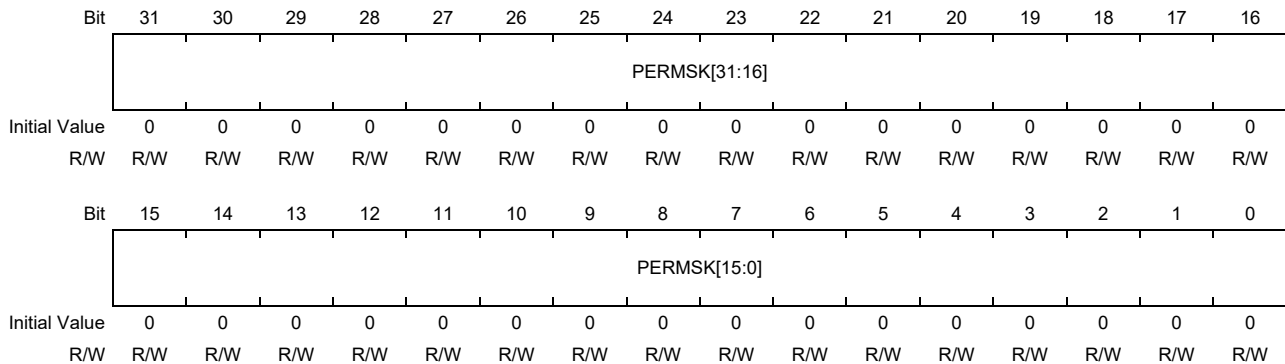 Bit 31 30 29 28 27 26 25 24 23 22 21 20 19 18 17 16
PERMSK[31:16]
Initial Value 0 0 0 0 0 0 0 0 0 0 0 0 0 0 0 0
R/W R/W R/W R/W R/W R/W R/W R/W R/W R/W R/W R/W R/W R/W R/W R/W R/W
Bit 15 14 13 12 11 10 9 8 7 6 5 4 3 2 1 0
PERMSK[15:0]
Initial Value 0 0 0 0 0 0 0 0 0 0 0 0 0 0 0 0
R/W R/W R/W R/W R/W R/W R/W R/W R/W R/W R/W R/W R/W R/W R/W R/W R/W